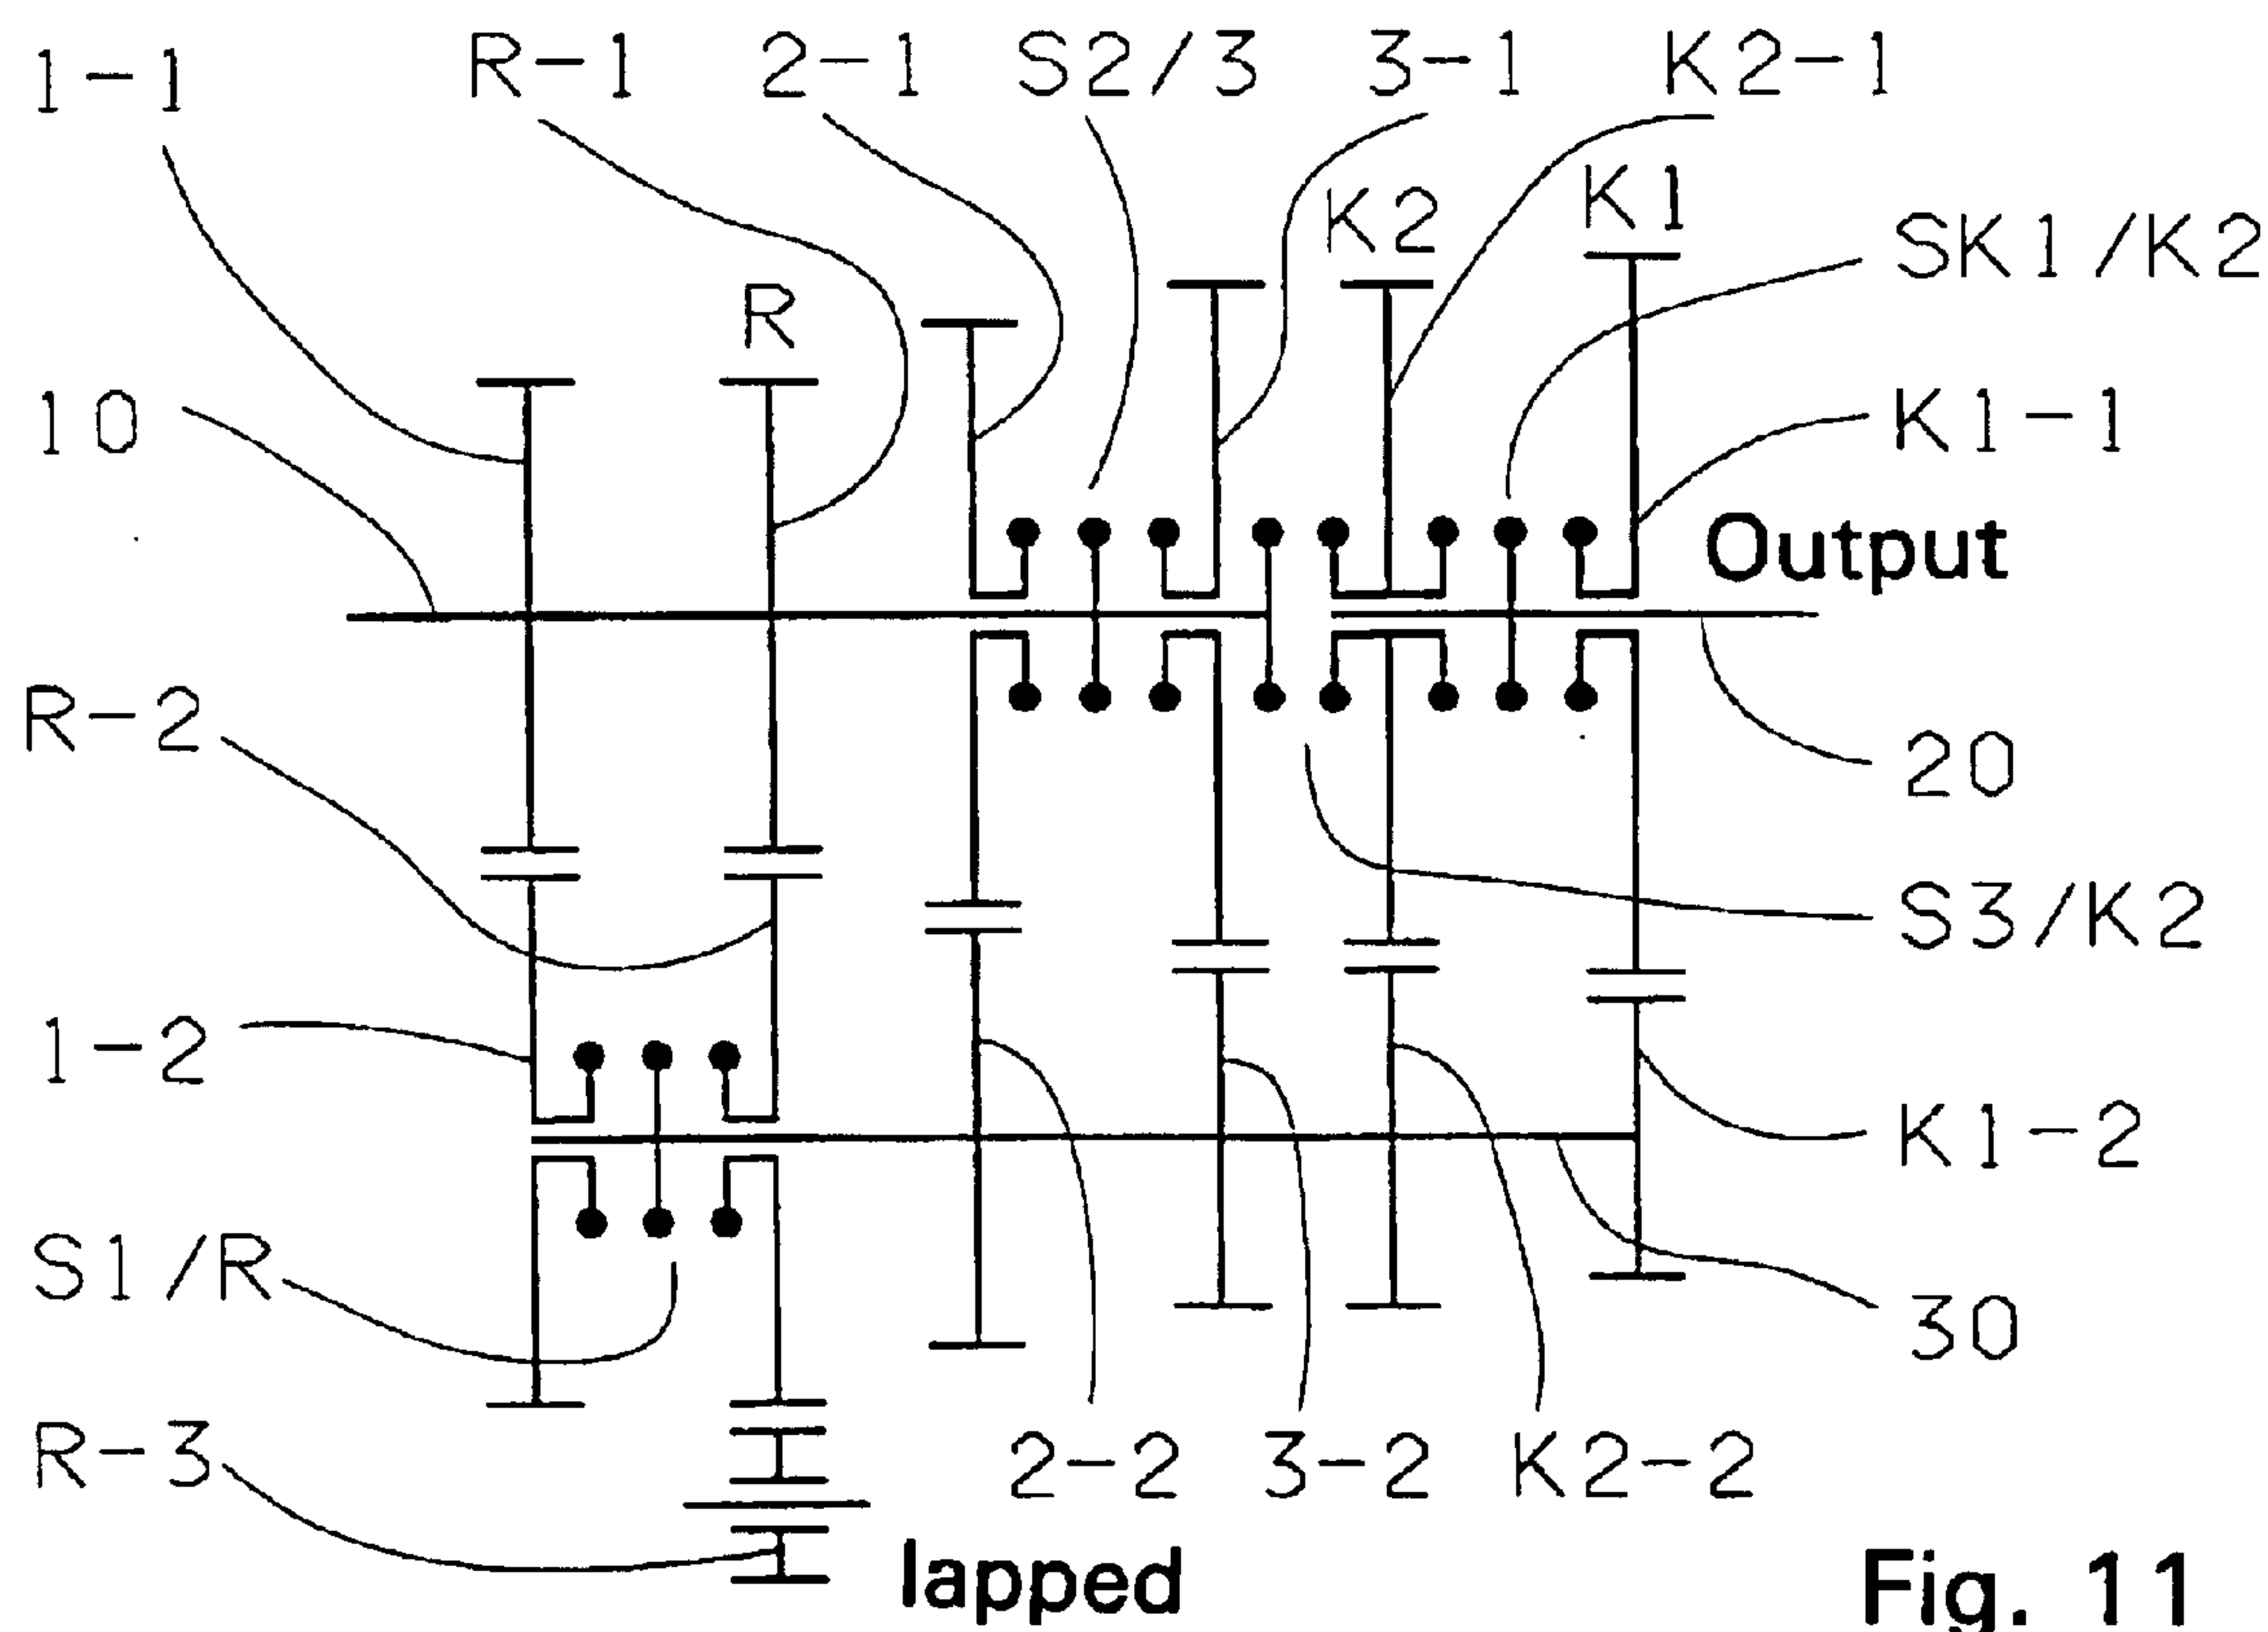 1-1 R-1 2-1 S2/3 3-1 K2-1
K2 K1
SK1/K2
R
10
K1-1
Output
R-2
20
S3/K2
1-2
K1-2
S1/R
30
R-3
2-2 3-2 K2-2
lapped
Fig. 11